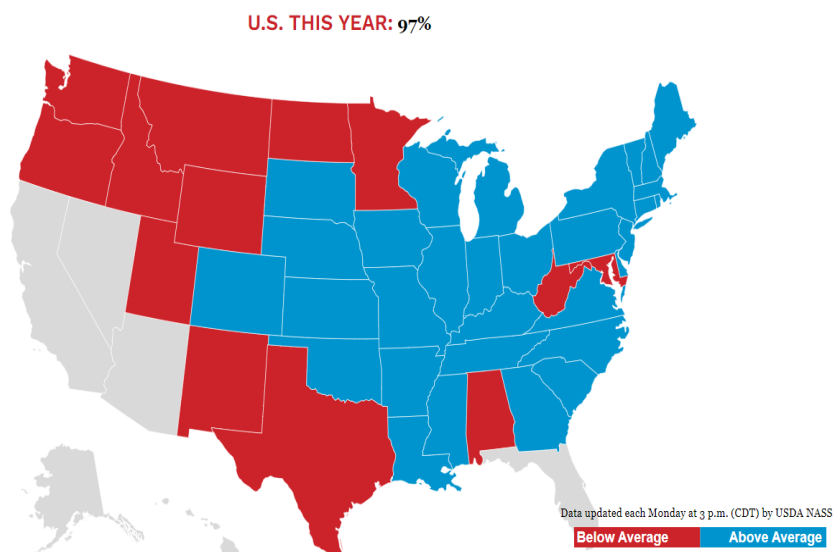 U.S. THIS YEAR: 97%
Data updated each Monday at 3 p.m. (CDT) by USDA NASS
Below Average Above Average